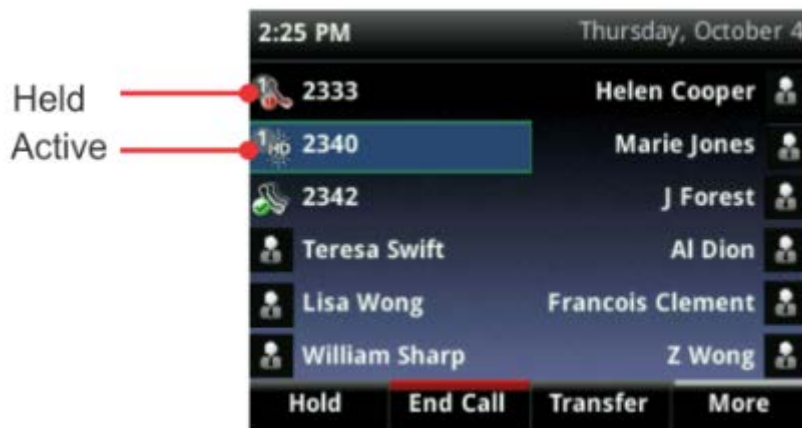 2:25 PM Thursday, October 4
Held
2333 Helen Cooper
Active
2340 Marie Jones
HD
2342 J Forest
Teresa Swift Al Dion
Lisa Wong Francois Clement
William Sharp Z Wong
Hold End Call Transfer More